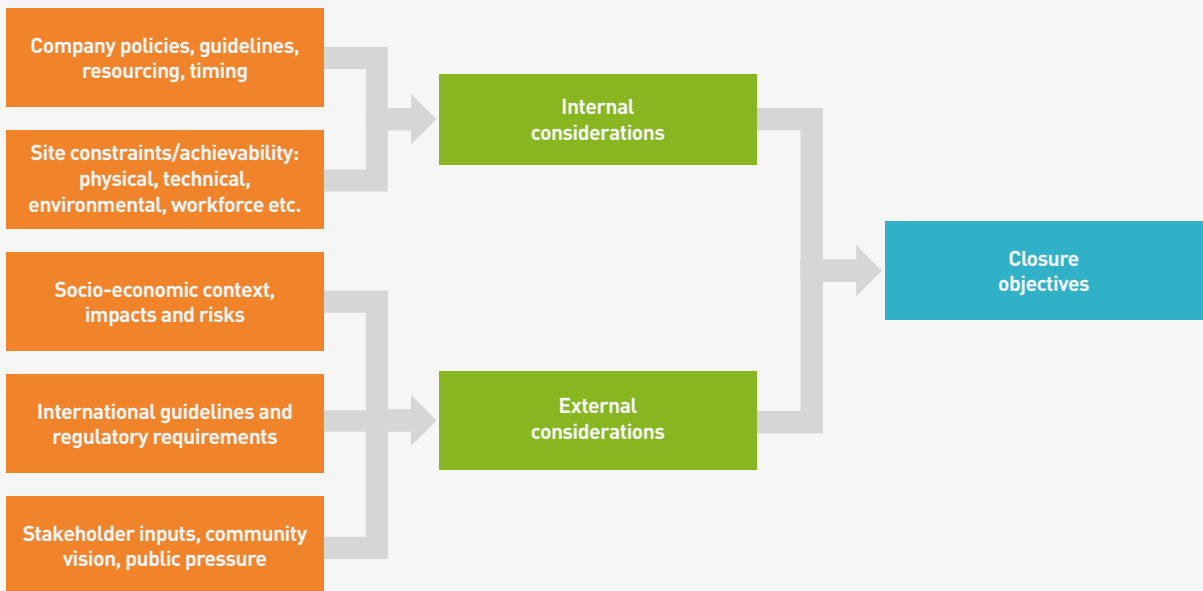 Company policies, guidelines,
resourcing, timing
Site constraints/achievability:
physical, technical,
environmental, workforce etc.
Socio-economic context,
impacts and risks
International guidelines and
regulatory requirements
Stakeholder inputs, community
vision, public pressure
Internal
considerations
External
considerations
Closure
objectives